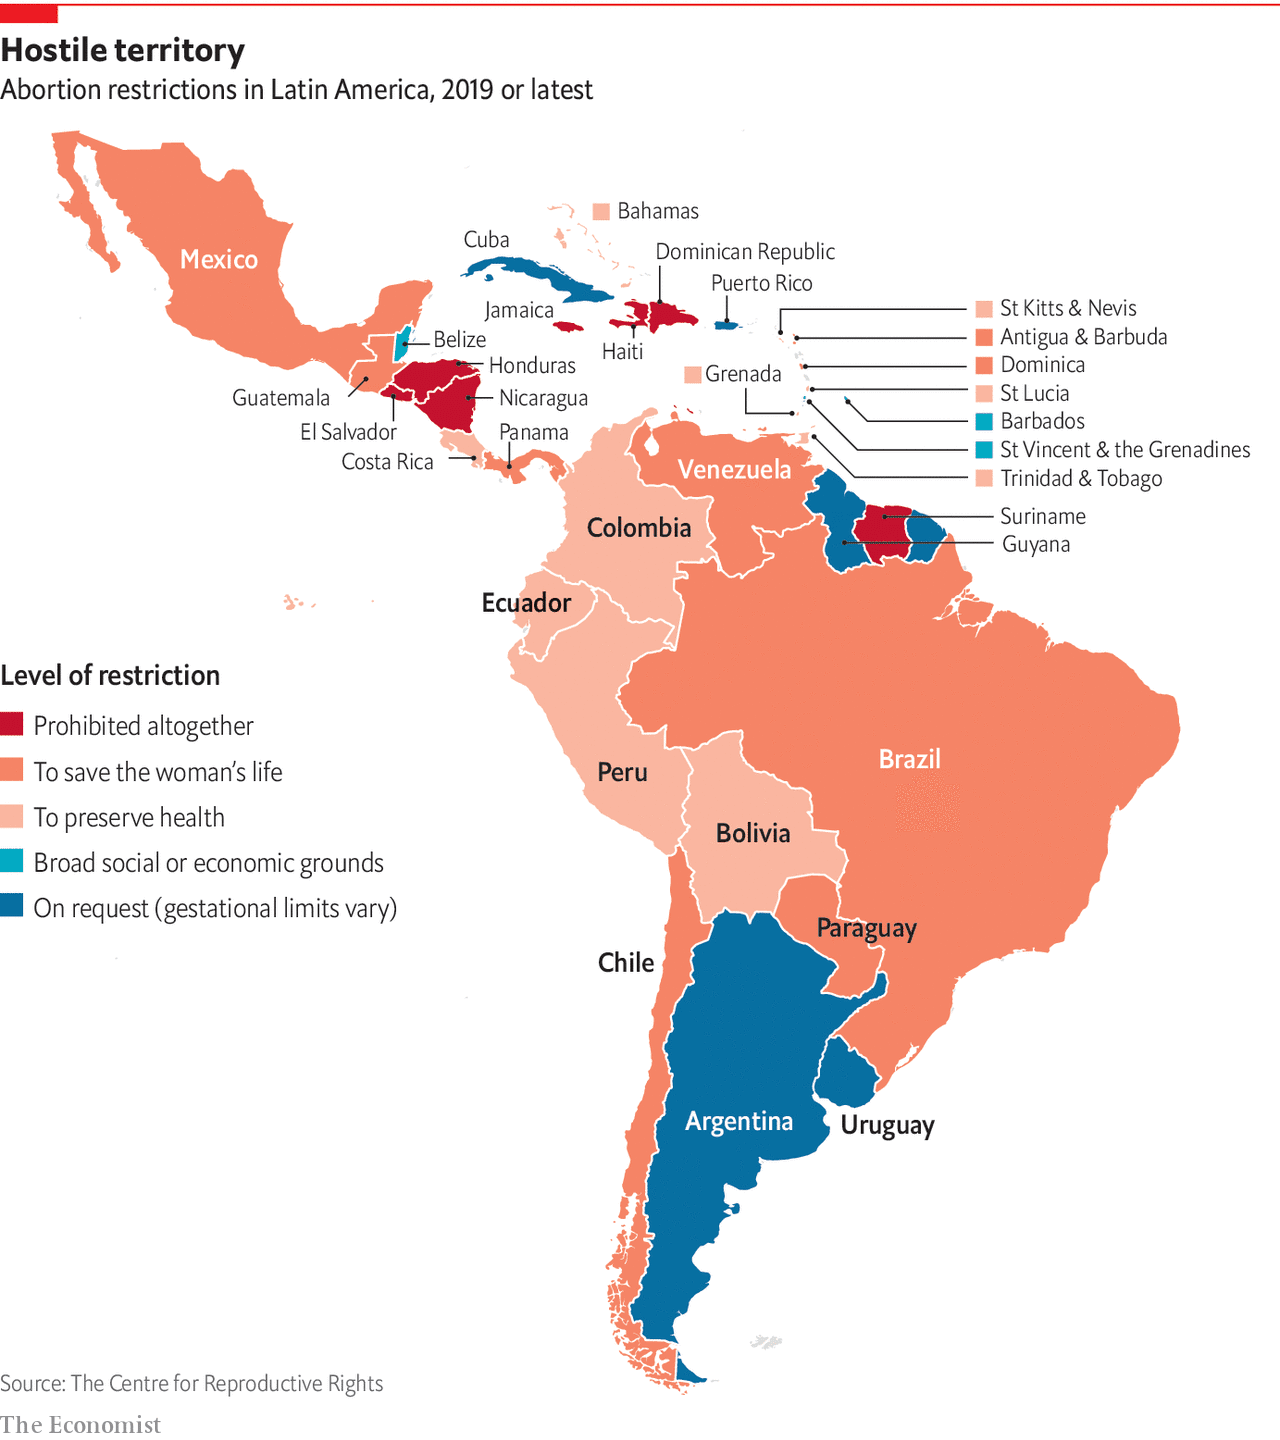 Hostile territory
Abortion restrictions in Latin America, 2019 or latest
Mexico
Bahamas
Cuba
Dominican Republic
Puerto Rico
Jamaica
Haiti
Belize
Honduras
Guatemala
Nicaragua
El Salvador
Panama
Costa Rica
Grenada
St Kitts & Nevis
Antigua & Barbuda
Dominica
St Lucia
Barbados
St Vincent & the Grenadines
Trinidad & Tobago
Suriname
Guyana
Venezuela
Colombia
Ecuador
Peru
Brazil
Bolivia
Paraguay
Chile
Argentina
Uruguay
Level of restriction
Prohibited altogether
To save the woman’s life
To preserve health
Broad social or economic grounds
On request (gestational limits vary)
Source: The Centre for Reproductive Rights
The Economist